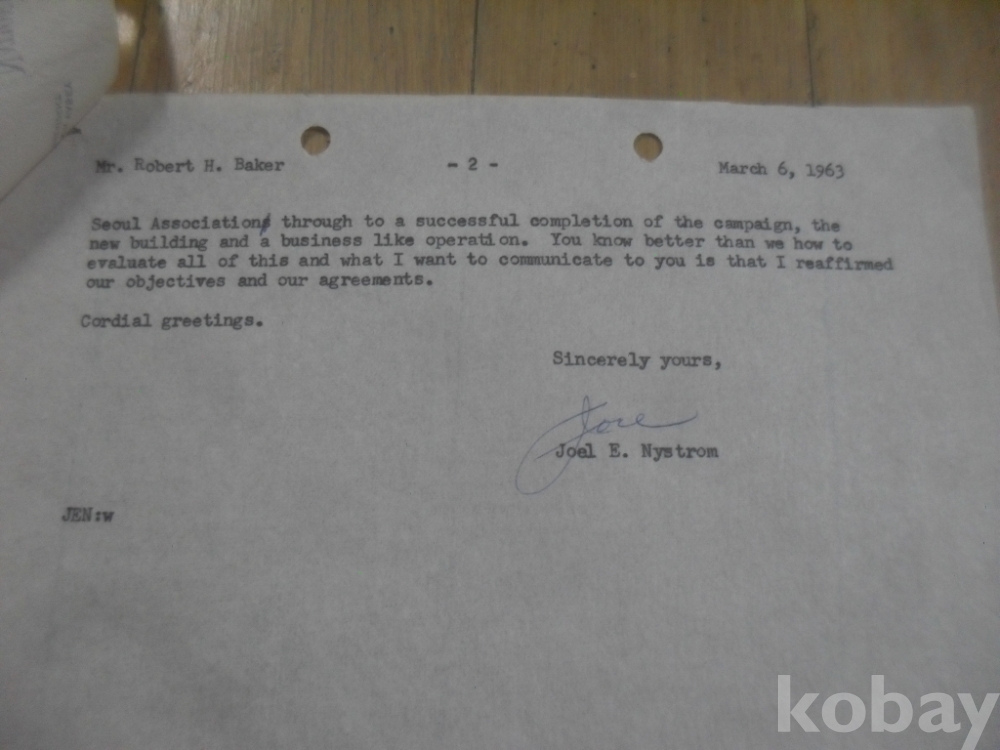 Mr. Robert H. Baker - 2 - March 6, 1963
Seoul Association through to a successful completion of the campaign, the
new building and a business like operation. You know better than we how to
evaluate all of this and what I want to communicate to you is that I reaffirmed
our objectives and our agreements.
Cordial greetings.
Sincerely yours,
Joel
Joel E. Nystrom
JEN:w
kobay